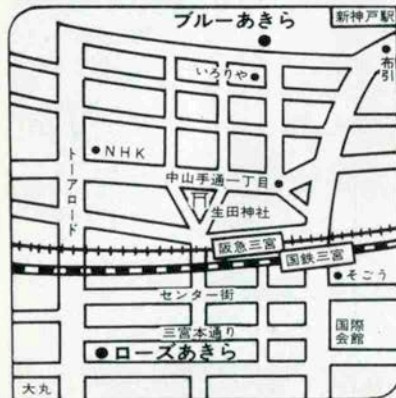 ブルーあきら
新神戸駅
いろりや
布引
NHK
トーアロード
中山手通一丁目
生田神社
阪急三宮
国鉄三宮
そごう
センター街
三宮本通り
国際
会館
ローズあきら
大丸